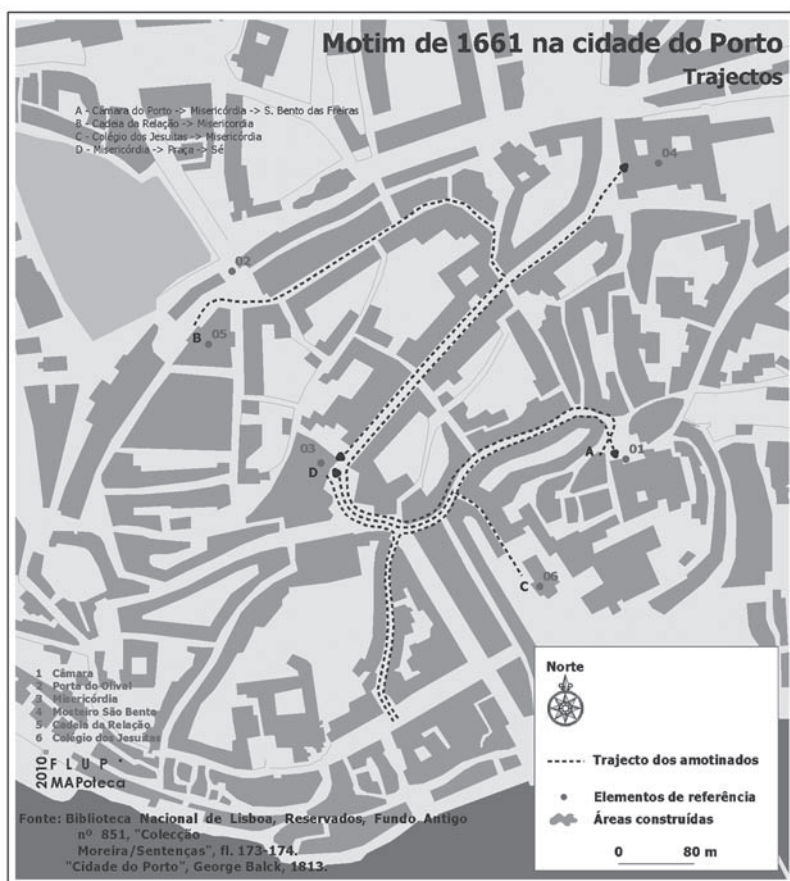 Motim de 1661 na cidade do Porto
Trajectos
A - Câmara do Porto -> Misericórdia -> S. Bento das Freiras
B - Cadeia da Relação -> Misericordia
C - Colégio dos Jesuitas -> Misericórdia
D - Misericórdia -> Praça -> Sé
04
02
B
05
03
D
A
01
C
06
1 Câmara
2 Porta do Olival
3 Misericórdia
4 Mosteiro São Bento
5 Cadeia da Relação
6 Colégio dos Jesuitas
2010
F L U P
MAPoteca
Fonte: Biblioteca Nacional de Lisboa, Reservados, Fundo Antigo
nº 851, "Colecção
Moreira/Sentenças", fl. 173-174.
"Cidade do Porto", George Balck, 1813.
Norte
Trajecto dos amotinados
Elementos de referência
Áreas construídas
0 80 m